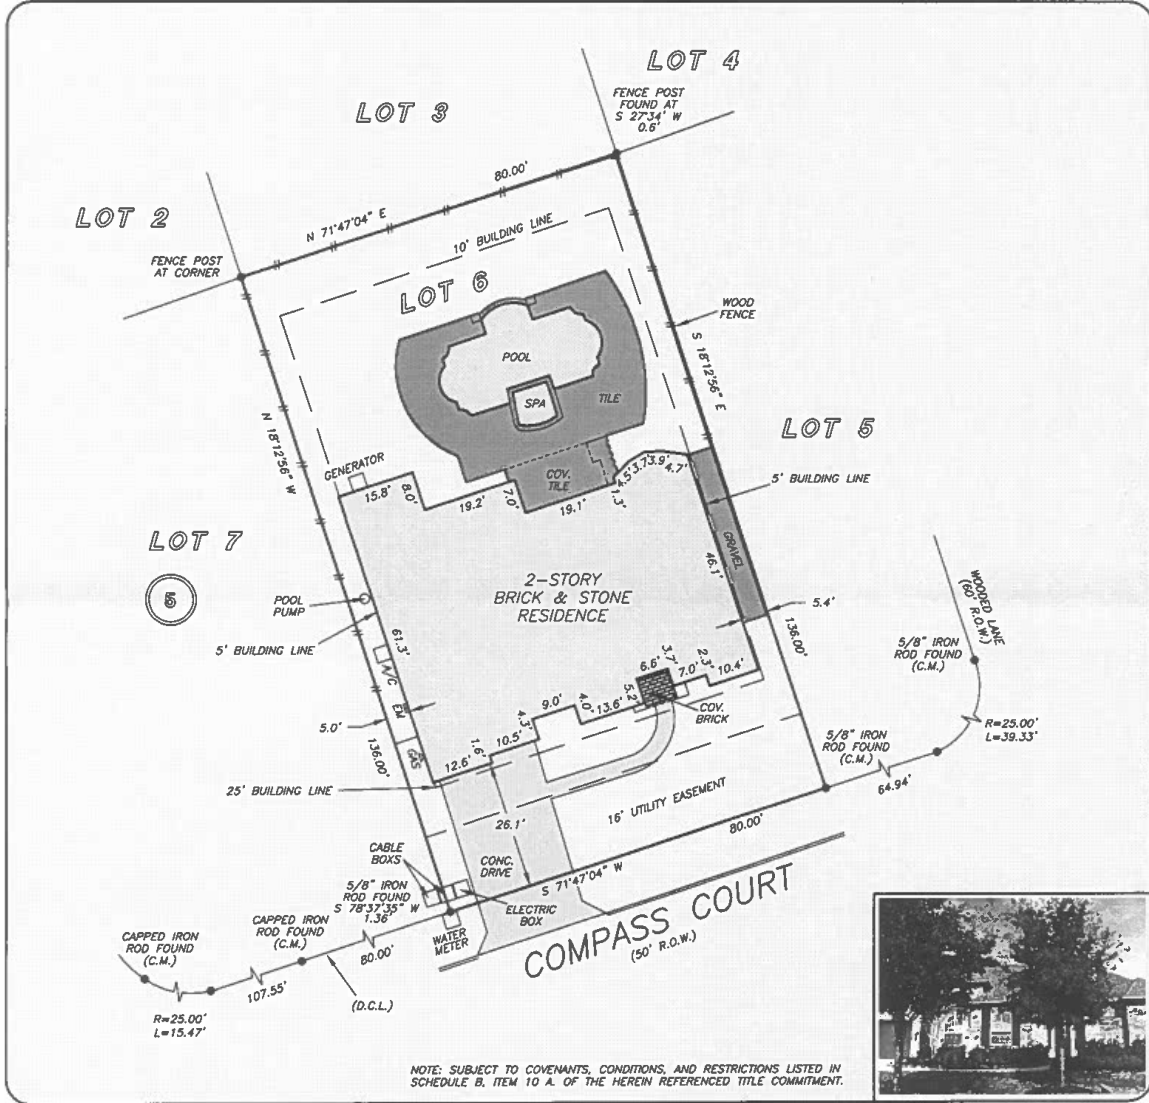 LOT 4
FENCE POST
FOUND AT
S 27'34' W
0.6'
LOT 3
80.00'
N 71'47'04" E
LOT 2
FENCE POST
AT CORNER
10' BUILDING LINE
LOT 6
WOOD
FENCE
POOL
SPA
TILE
S 18'12'56" E
N 18'12'56" W
LOT 5
5' BUILDING LINE
GENERATOR
15.8'
8.0'
19.2'
7.0'
COV.
TILE
19.1'
1.3'
4.5'
3.7'
3.9'
4.7'
GRAVEL
46.1'
LOT 7
5
2-STORY
BRICK & STONE
RESIDENCE
POOL
PUMP
5' BUILDING LINE
61.3'
A/C
EM
5.0'
136.00'
GAS
5.4'
136.00'
WOODED LANE
(60' R.O.W.)
5/8" IRON
ROD FOUND
(C.M.)
R=25.00'
L=39.33'
5/8" IRON
ROD FOUND
(C.M.)
64.94'
6.6'
3.7'
7.0'
2.3'
10.4'
5.2'
COV.
BRICK
13.6'
4.0'
9.0'
4.3'
10.5'
1.6'
12.6'
25' BUILDING LINE
26.1'
16' UTILITY EASEMENT
80.00'
S 71'47'04" W
CONC.
DRIVE
CABLE
BOXS
5/8" IRON
ROD FOUND
S 78'37'35" W
1.36'
ELECTRIC
BOX
WATER
METER
COMPASS COURT
(50' R.O.W.)
CAPPED IRON
ROD FOUND
(C.M.)
80.00'
CAPPED IRON
ROD FOUND
(C.M.)
107.55'
(D.C.L.)
R=25.00'
L=15.47'
NOTE: SUBJECT TO COVENANTS, CONDITIONS, AND RESTRICTIONS LISTED IN
SCHEDULE B, ITEM 10 A. OF THE HEREIN REFERENCED TITLE COMMITMENT.